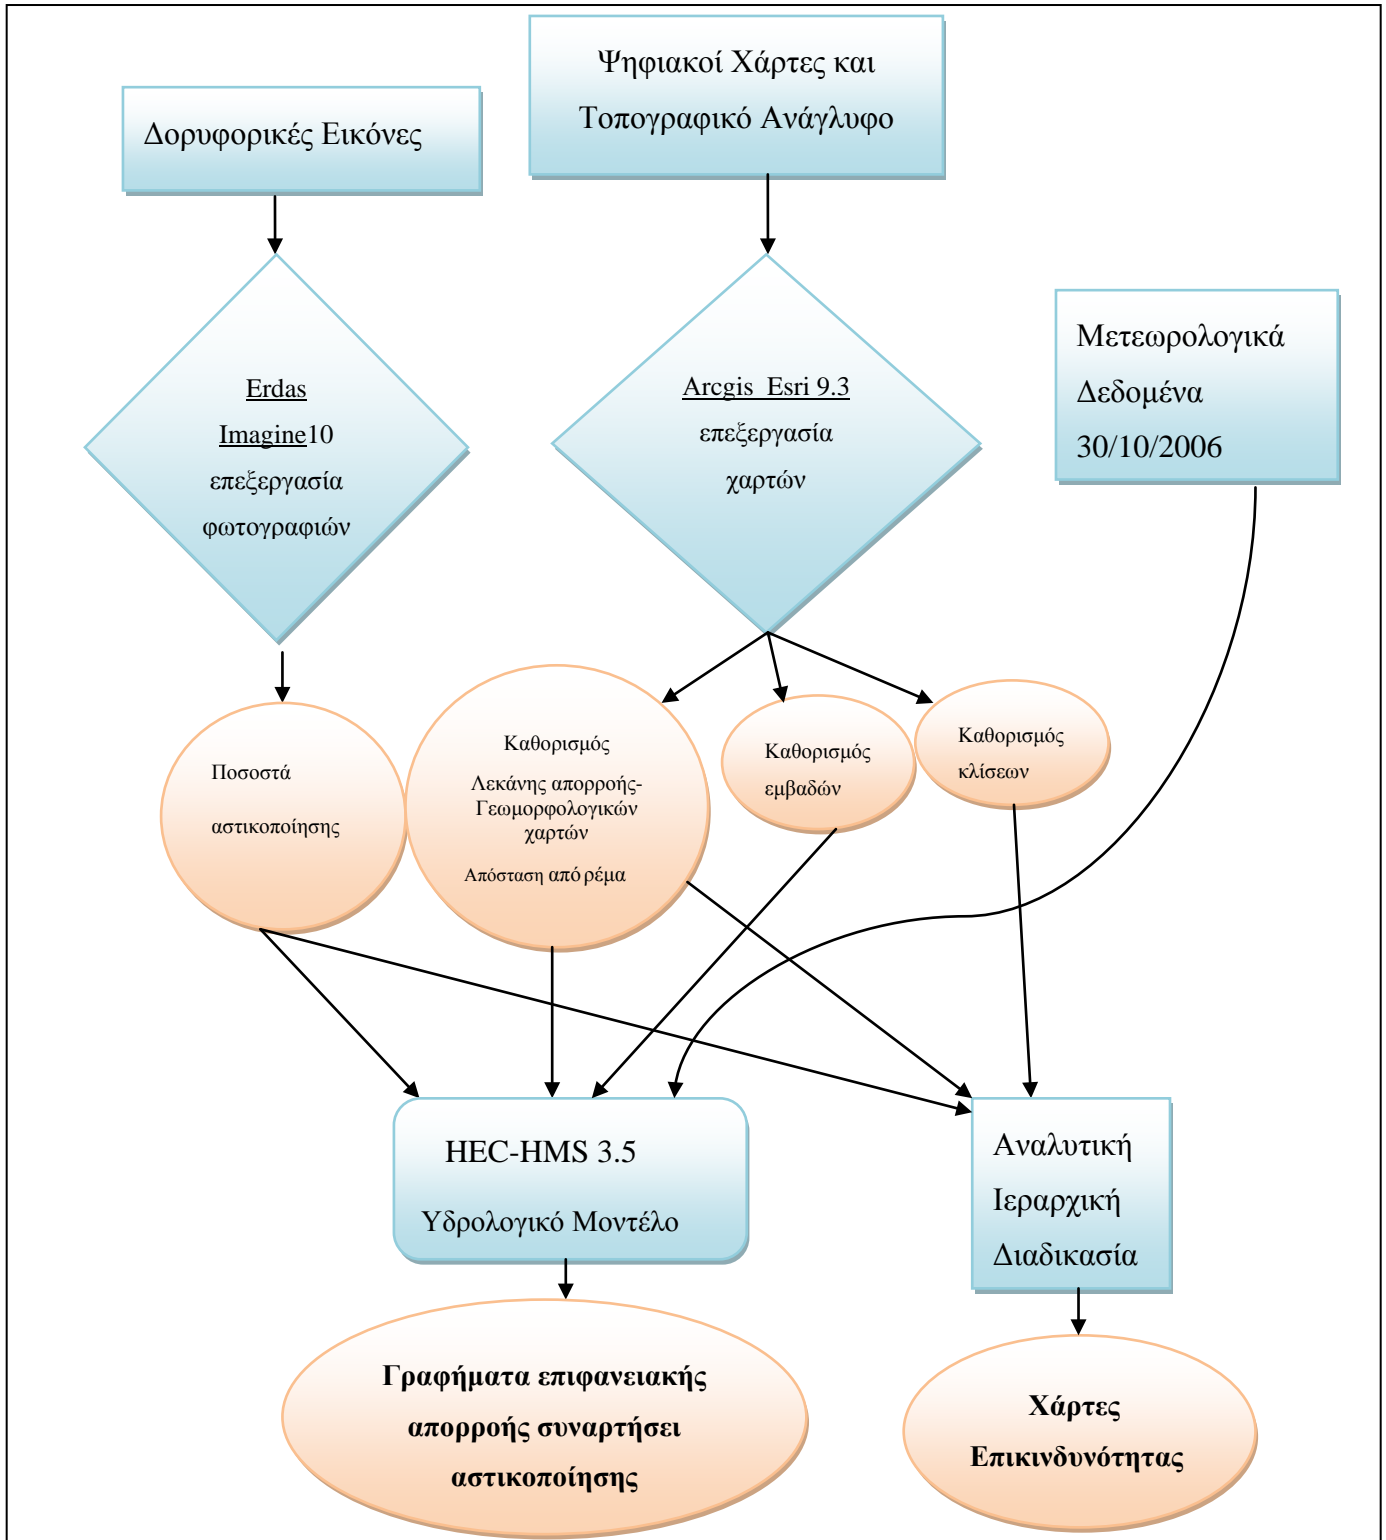 Ψηφιακοί Χάρτες και
Τοπογραφικό Ανάγλυφο
Δορυφορικές Εικόνες
Μετεωρολογικά
Δεδομένα
30/10/2006
Erdas
Imagine10
επεξεργασία
φωτογραφιών
Arcgis Esri 9.3
επεξεργασία
χαρτών
Ποσοστά
αστικοποίησης
Καθορισμός
Λεκάνης απορροής-
Γεωμορφολογικών
χαρτών
Απόσταση από ρέμα
Καθορισμός
εμβαδών
Καθορισμός
κλίσεων
HEC-HMS 3.5
Υδρολογικό Μοντέλο
Αναλυτική
Ιεραρχική
Διαδικασία
Γραφήματα επιφανειακής
απορροής συναρτήσει
αστικοποίησης
Χάρτες
Επικινδυνότητας